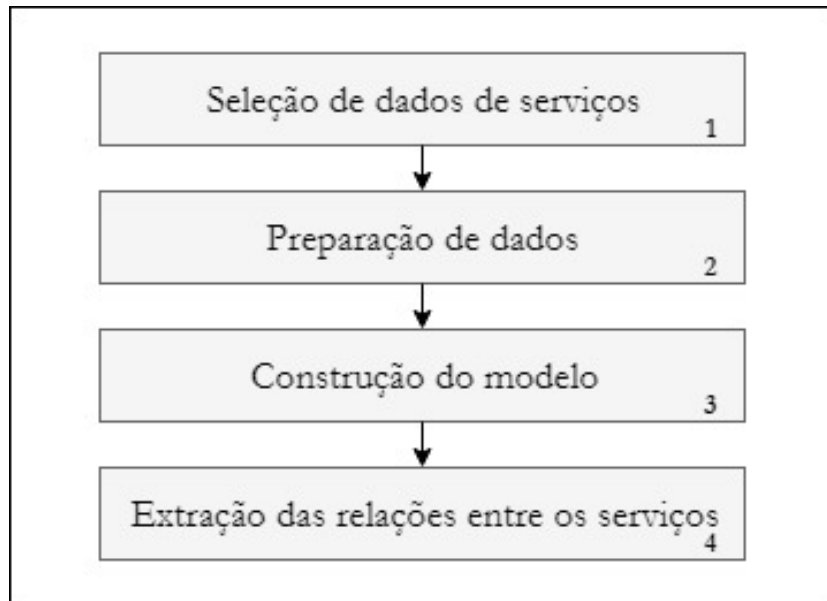 Seleção de dados de serviços
1
Preparação de dados
2
Construção do modelo
3
Extração das relações entre os serviços
4